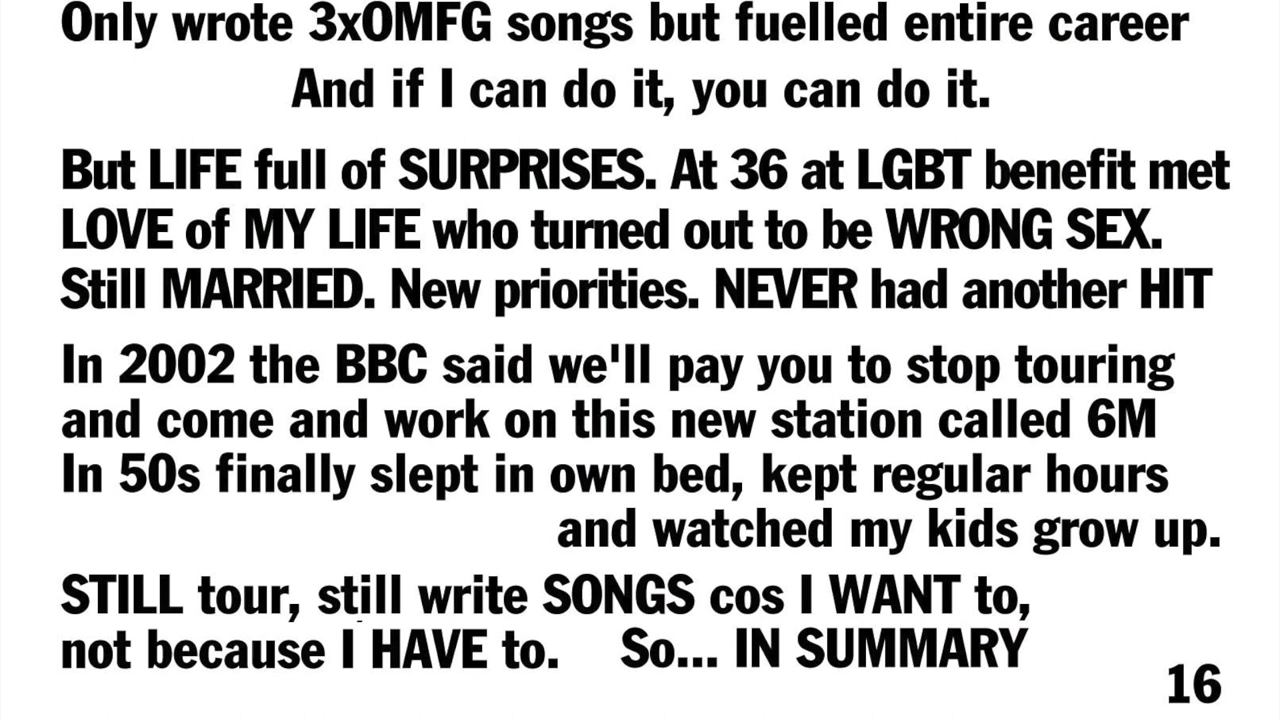 Only wrote 3xOMFG songs but fuelled entire career
And if I can do it, you can do it.
But LIFE full of SURPRISES. At 36 at LGBT benefit met
LOVE of MY LIFE who turned out to be WRONG SEX.
Still MARRIED. New priorities. NEVER had another HIT
In 2002 the BBC said we'll pay you to stop touring
and come and work on this new station called 6M
In 50s finally slept in own bed, kept regular hours
and watched my kids grow up.
STILL tour, still write SONGS cos I WANT to,
not because I HAVE to. So... IN SUMMARY
16